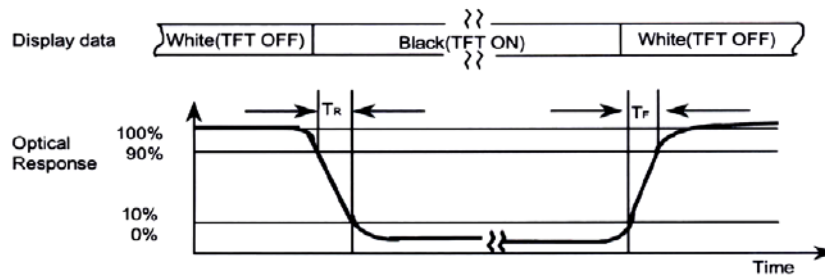 Display data
White(TFT OFF)
Black(TFT ON)
White(TFT OFF)
TR
TF
Optical
Response
100%
90%
10%
0%
Time